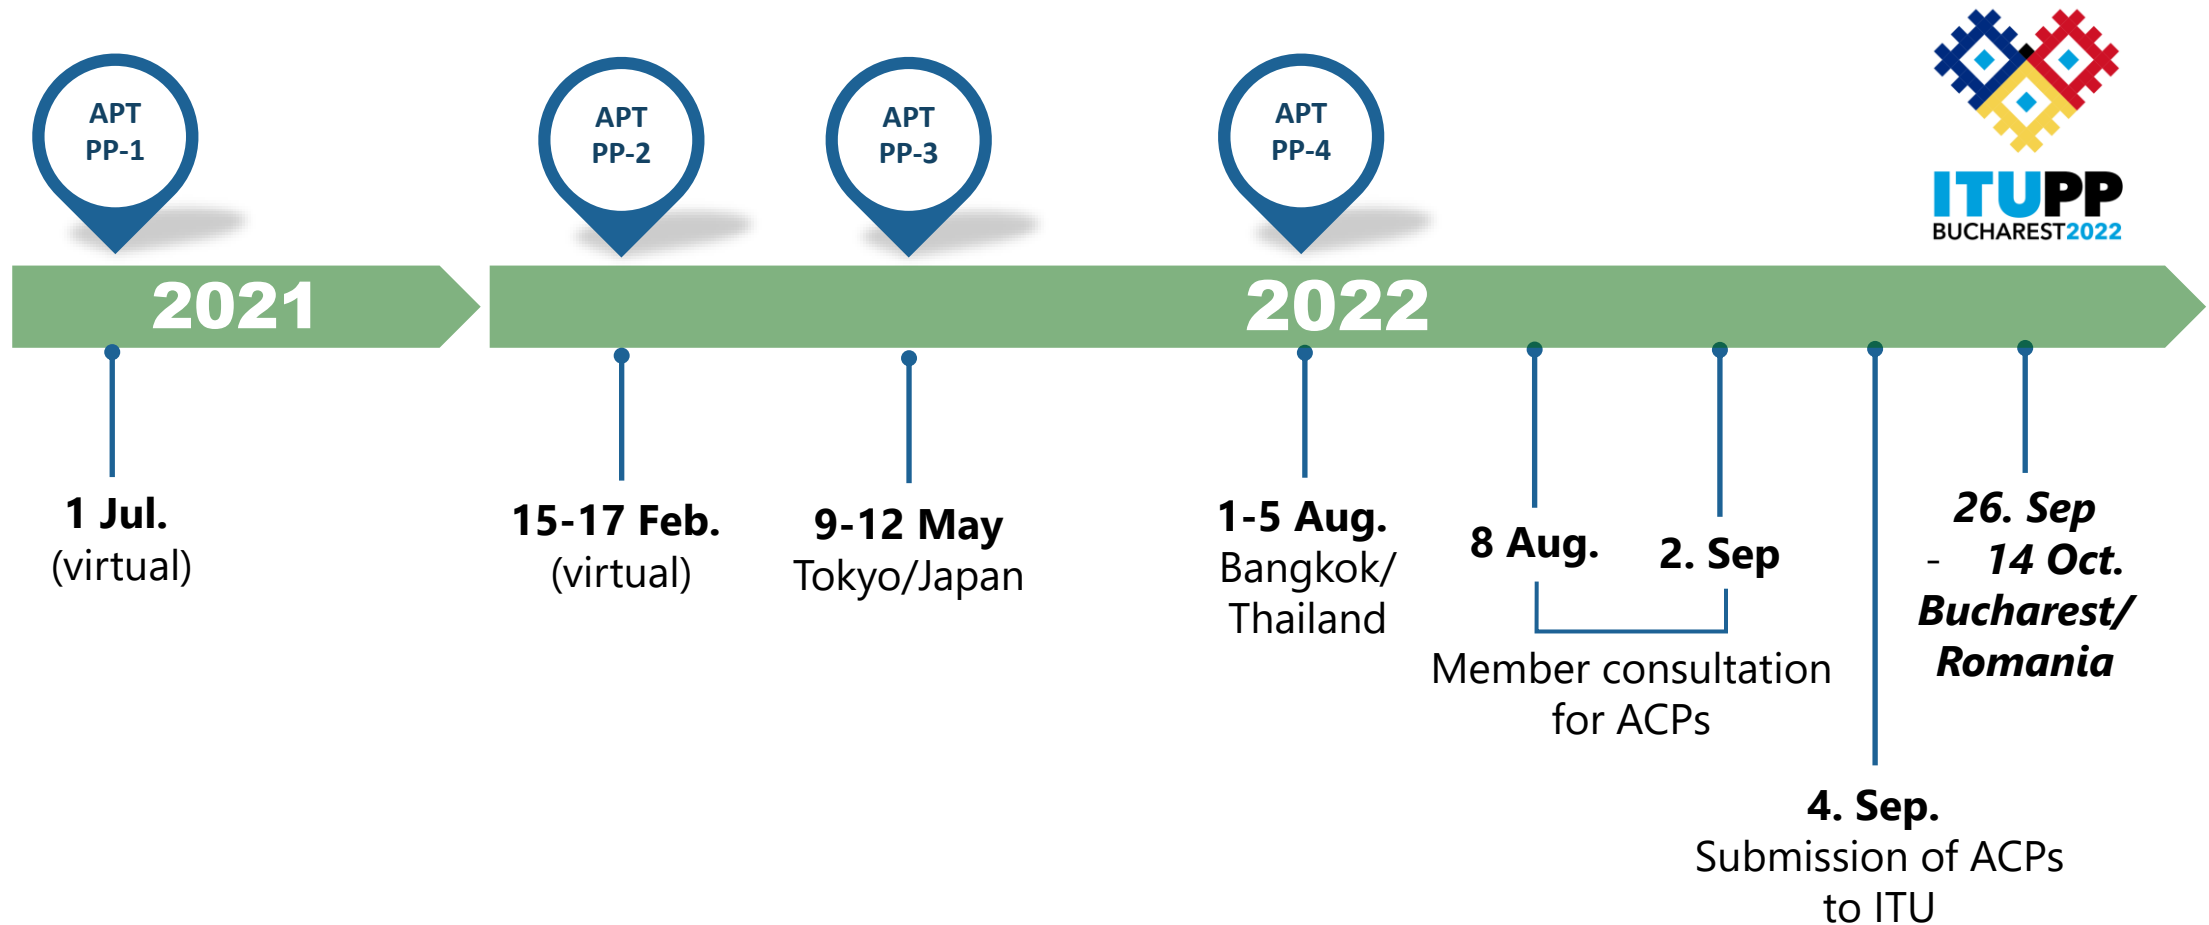 APT
PP-1
APT
PP-2
APT
PP-3
APT
PP-4
ITUPP
BUCHAREST2022
2021
2022
1 Jul.
(virtual)
15-17 Feb.
(virtual)
9-12 May
Tokyo/Japan
1-5 Aug.
Bangkok/
Thailand
8 Aug.
2. Sep
Member consultation
for ACPs
4. Sep.
Submission of ACPs
to ITU
26. Sep
- 14 Oct.
Bucharest/
Romania